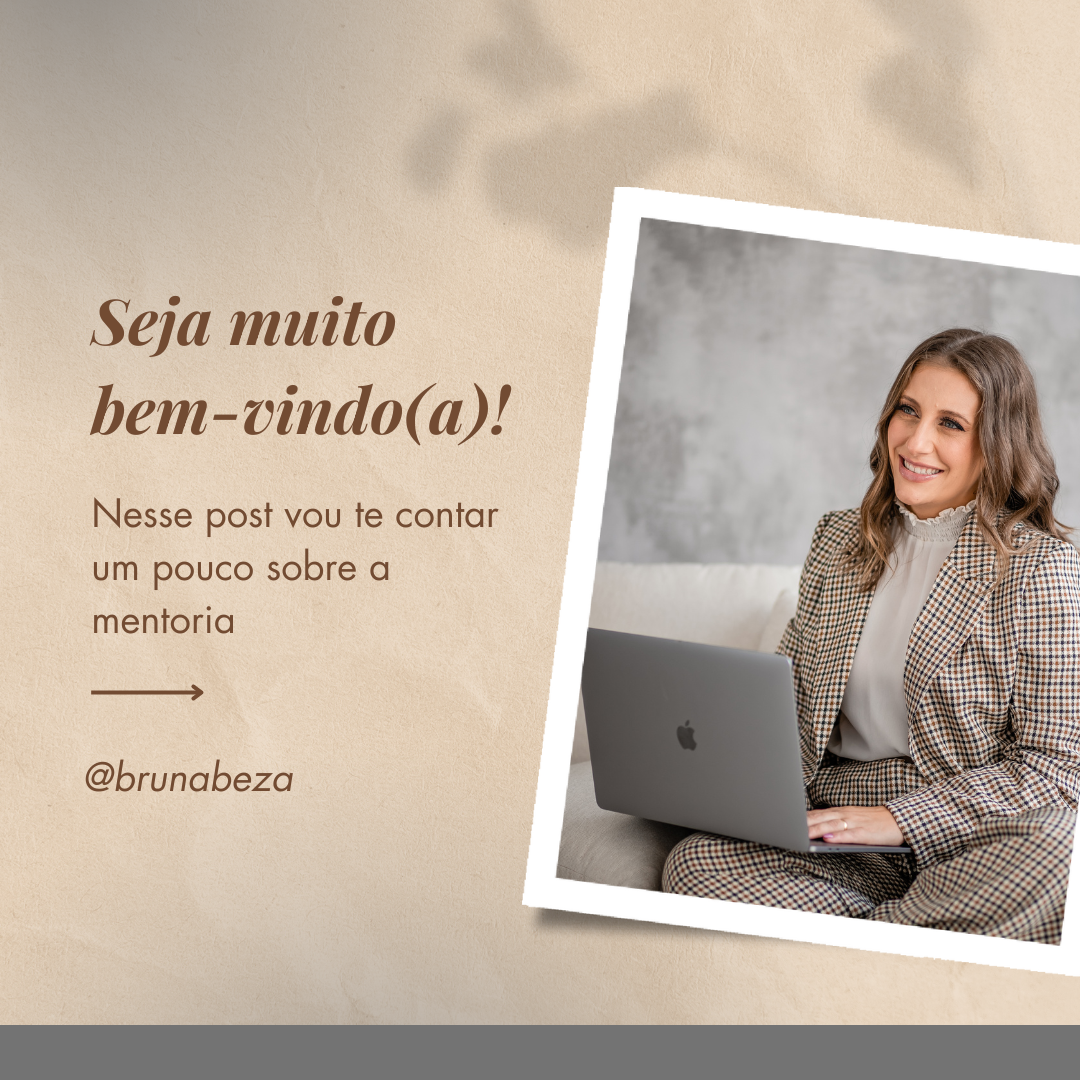 Seja muito
bem-vindo(a)!
Nesse post vou te contar
um pouco sobre a
mentoria
@brunabeza